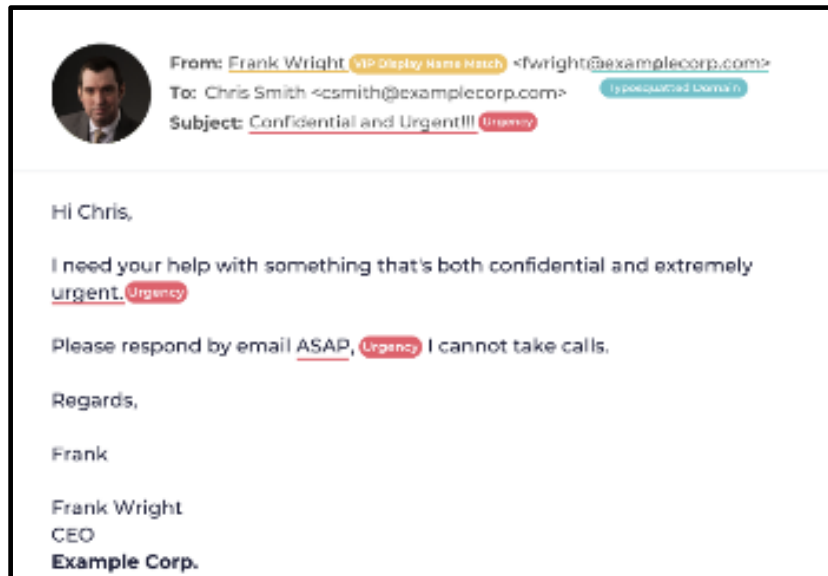 From: Frank Wright VIP Display Name Match <fwright@examplecorp.com>
To: Chris Smith <csmith@examplecorp.com> Typosquatted Domain
Subject: Confidential and Urgent!!! Urgency
Hi Chris,
I need your help with something that's both confidential and extremely
urgent. Urgency
Please respond by email ASAP, Urgency I cannot take calls.
Regards,
Frank
Frank Wright
CEO
Example Corp.